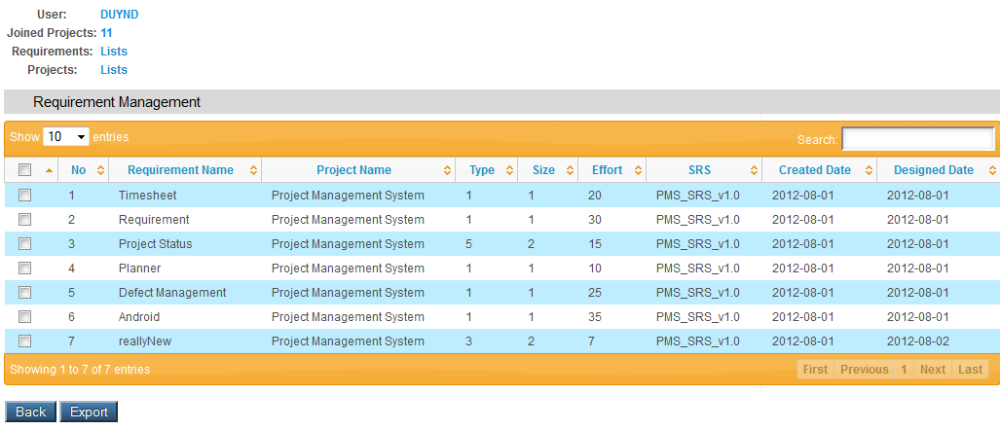 User: DUYND
Joined Projects: 11
Requirements: Lists
Projects: Lists
Requirement Management
Show 10 entries Search:
No Requirement Name Project Name Type Size Effort SRS Created Date Designed Date
1 Timesheet Project Management System 1 1 20 PMS_SRS_v1.0 2012-08-01 2012-08-01
2 Requirement Project Management System 1 1 30 PMS_SRS_v1.0 2012-08-01 2012-08-01
3 Project Status Project Management System 5 2 15 PMS_SRS_v1.0 2012-08-01 2012-08-01
4 Planner Project Management System 1 1 10 PMS_SRS_v1.0 2012-08-01 2012-08-01
5 Defect Management Project Management System 1 1 25 PMS_SRS_v1.0 2012-08-01 2012-08-01
6 Android Project Management System 1 1 35 PMS_SRS_v1.0 2012-08-01 2012-08-01
7 reallyNew Project Management System 3 2 7 PMS_SRS_v1.0 2012-08-01 2012-08-02
Showing 1 to 7 of 7 entries First Previous 1 Next Last
Back Export